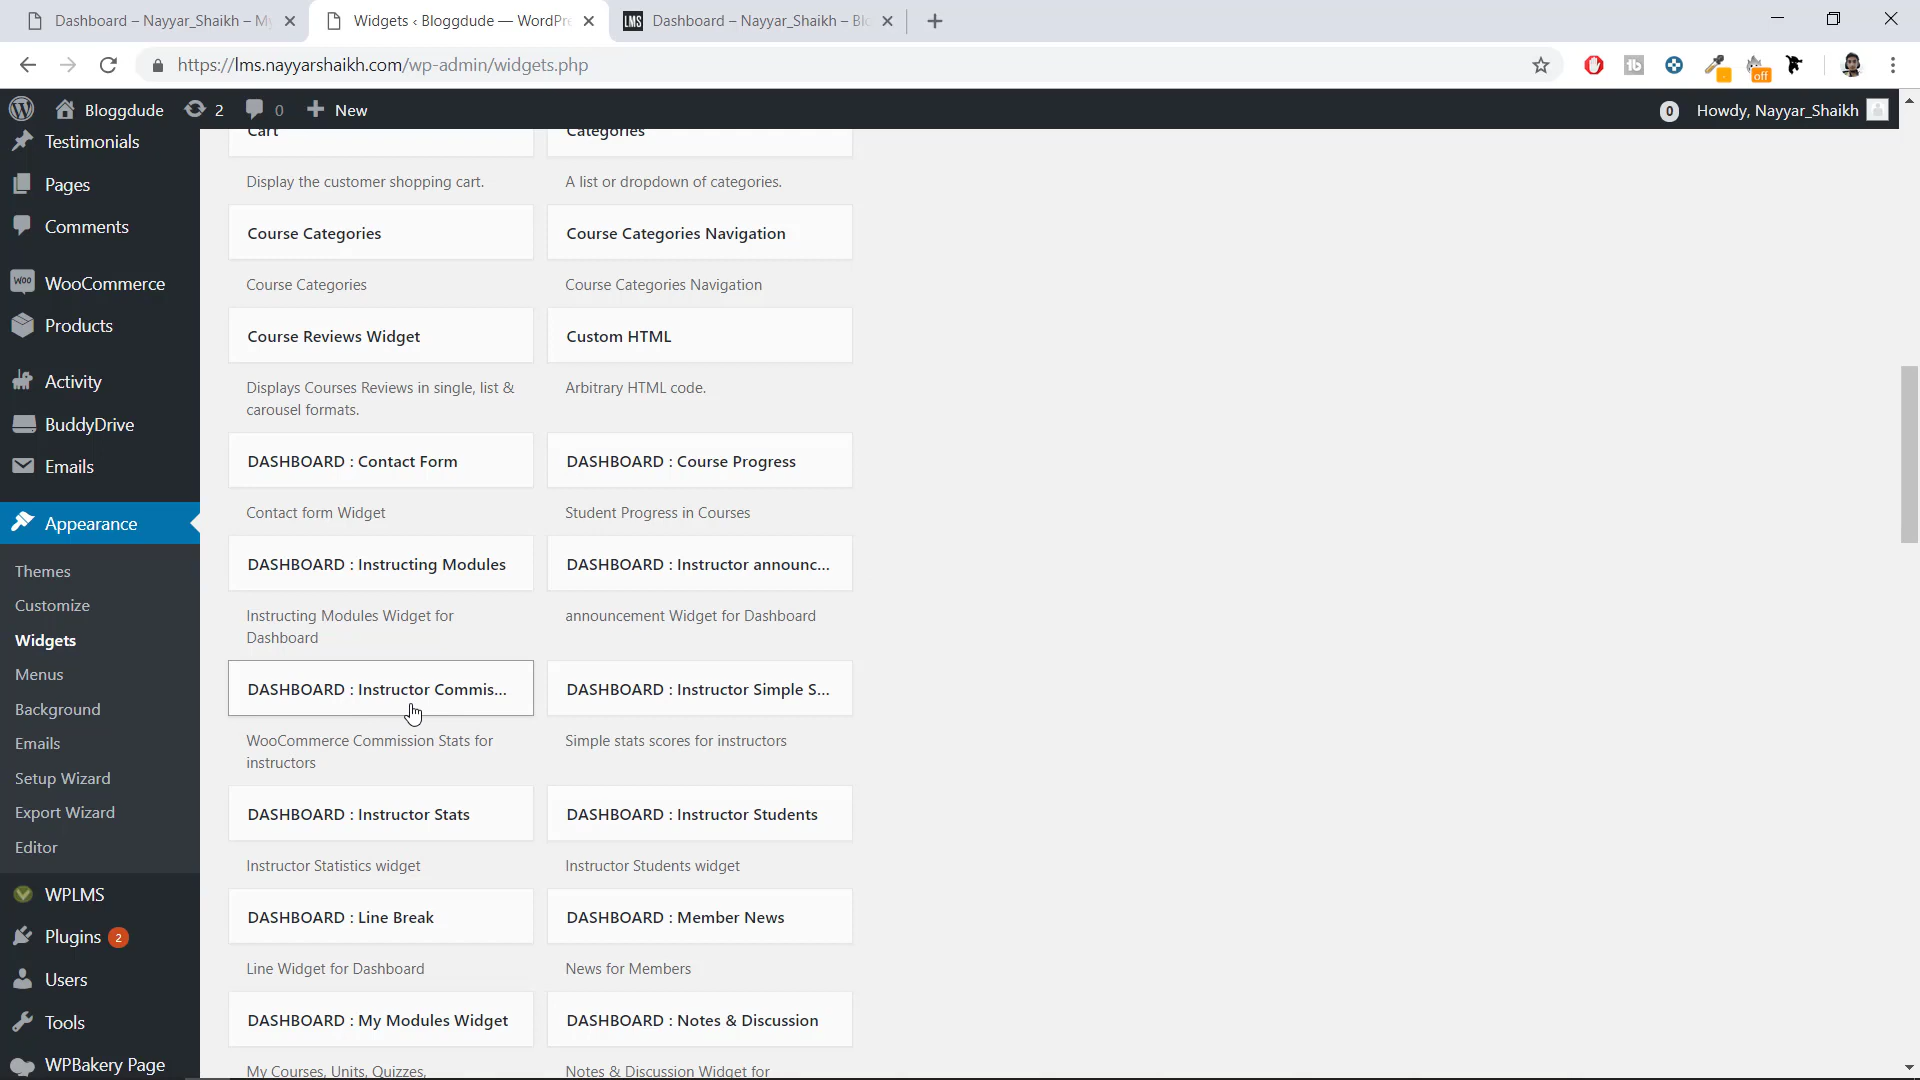 Dashboard – Nayyar_Shaikh – My
Widgets ‹ Bloggdude — WordPre
LMS Dashboard – Nayyar_Shaikh – Blo
https://lms.nayyarshaikh.com/wp-admin/widgets.php
off
Bloggdude 2 0 New
0 Howdy, Nayyar_Shaikh
Testimonials
Pages
Comments
WooCommerce
Products
Activity
BuddyDrive
Emails
Appearance
Themes
Customize
Widgets
Menus
Background
Emails
Setup Wizard
Export Wizard
Editor
WPLMS
Plugins 2
Users
Tools
WPBakery Page
Cart
Categories
Display the customer shopping cart.
A list or dropdown of categories.
Course Categories
Course Categories Navigation
Course Categories
Course Categories Navigation
Course Reviews Widget
Custom HTML
Displays Courses Reviews in single, list &
carousel formats.
Arbitrary HTML code.
DASHBOARD : Contact Form
DASHBOARD : Course Progress
Contact form Widget
Student Progress in Courses
DASHBOARD : Instructing Modules
DASHBOARD : Instructor announc...
Instructing Modules Widget for
Dashboard
announcement Widget for Dashboard
DASHBOARD : Instructor Commis...
DASHBOARD : Instructor Simple S...
WooCommerce Commission Stats for
instructors
Simple stats scores for instructors
DASHBOARD : Instructor Stats
DASHBOARD : Instructor Students
Instructor Statistics widget
Instructor Students widget
DASHBOARD : Line Break
DASHBOARD : Member News
Line Widget for Dashboard
News for Members
DASHBOARD : My Modules Widget
DASHBOARD : Notes & Discussion
My Courses, Units, Quizzes,
Notes & Discussion Widget for